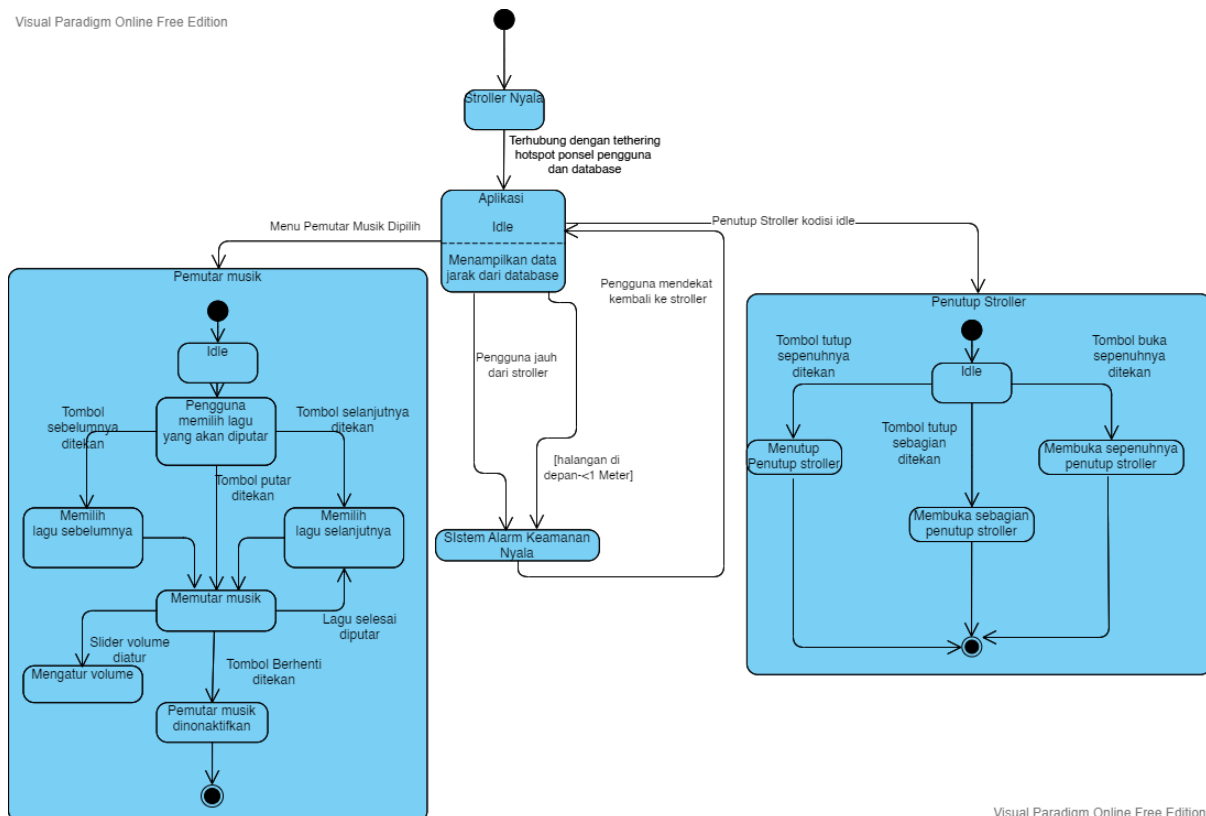 Visual Paradigm Online Free Edition
Stroller Nyala
Terhubung dengan tethering
hotspot ponsel pengguna
dan database
Aplikasi
Idle
Menampilkan data
jarak dari database
Menu Pemutar Musik Dipilih
Penutup Stroller kodisi idle
Pengguna mendekat
kembali ke stroller
Pengguna jauh
dari stroller
[halangan di
depan-<1 Meter]
SIstem Alarm Keamanan
Nyala
Pemutar musik
Idle
Pengguna
memilih lagu
yang akan diputar
Tombol
sebelumnya
ditekan
Tombol selanjutnya
ditekan
Tombol putar
ditekan
Memilih
lagu sebelumnya
Memilih
lagu selanjutnya
Memutar musik
Lagu selesai
diputar
Slider volume
diatur
Mengatur volume
Tombol Berhenti
ditekan
Pemutar musik
dinonaktifkan
Penutup Stroller
Idle
Tombol tutup
sepenuhnya
ditekan
Tombol buka
sepenuhnya
ditekan
Tombol tutup
sebagian
ditekan
Menutup
Penutup stroller
Membuka sepenuhnya
penutup stroller
Membuka sebagian
penutup stroller
Visual Paradigm Online Free Edition